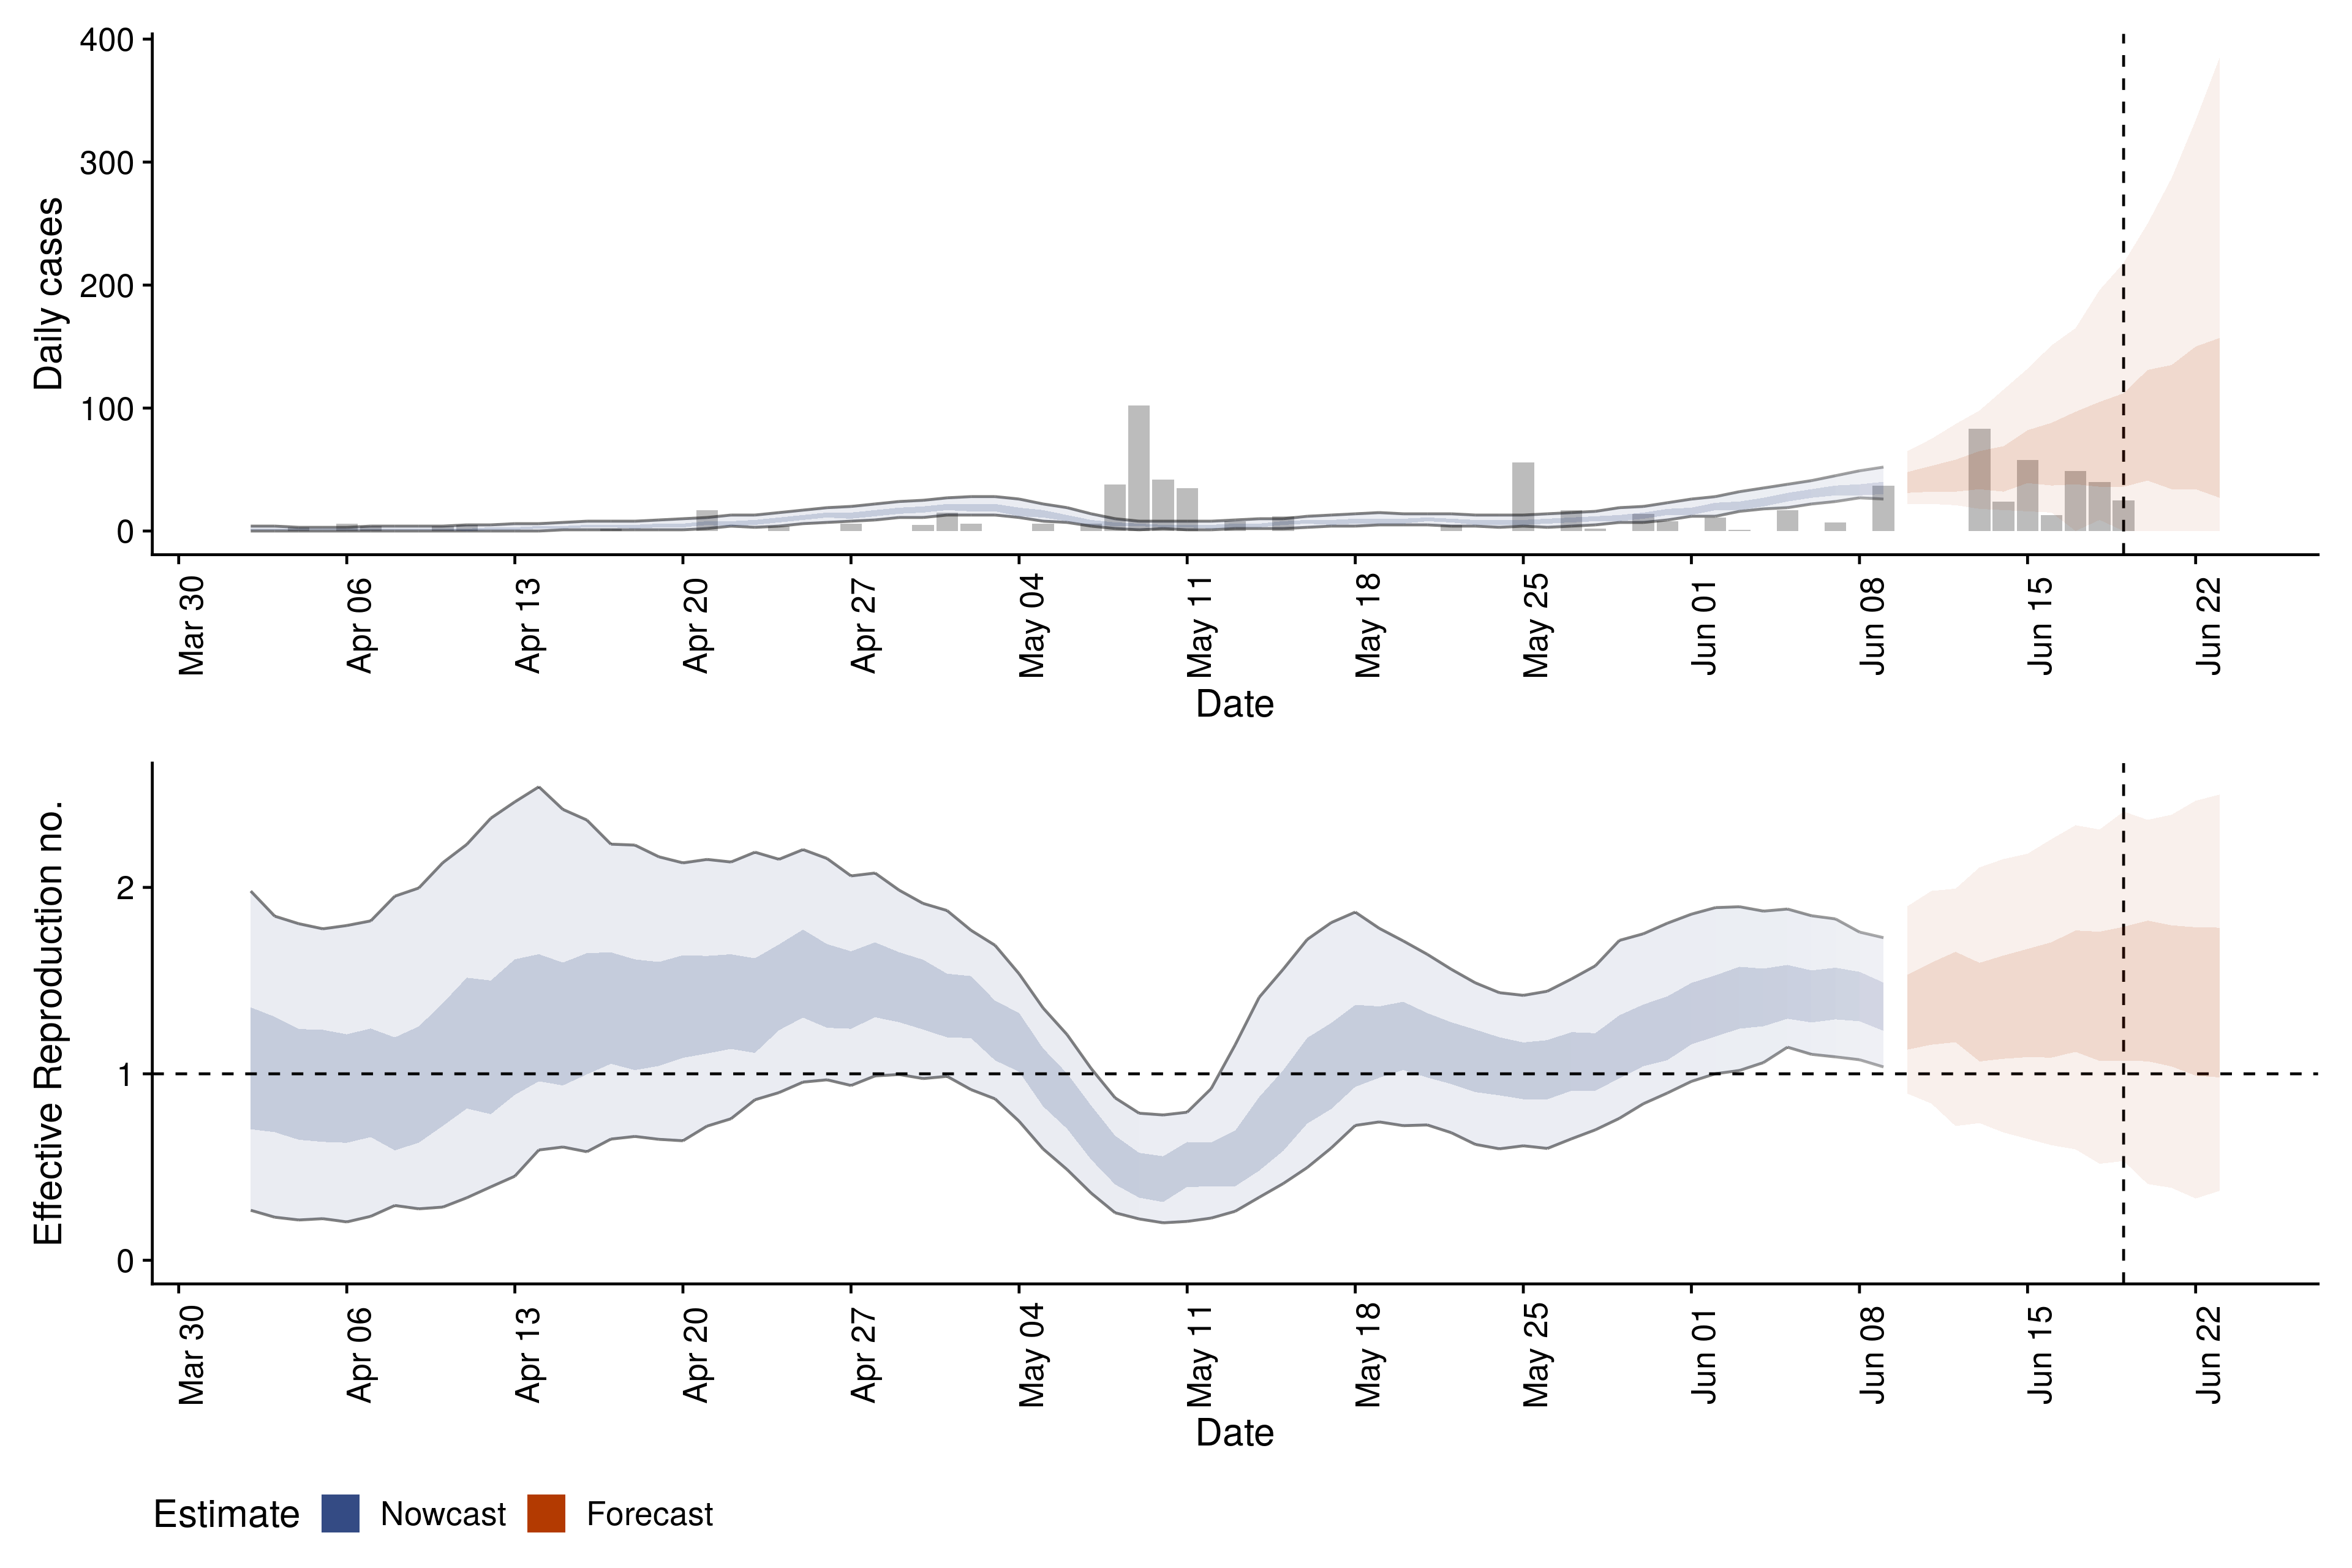 Daily cases
400
300
200
100
0
Mar 30
Apr 06
Apr 13
Apr 20
Apr 27
May 04
May 11
May 18
May 25
Jun 01
Jun 08
Jun 15
Jun 22
Date
Effective Reproduction no.
2
1
0
Mar 30
Apr 06
Apr 13
Apr 20
Apr 27
May 04
May 11
May 18
May 25
Jun 01
Jun 08
Jun 15
Jun 22
Date
Estimate Nowcast Forecast